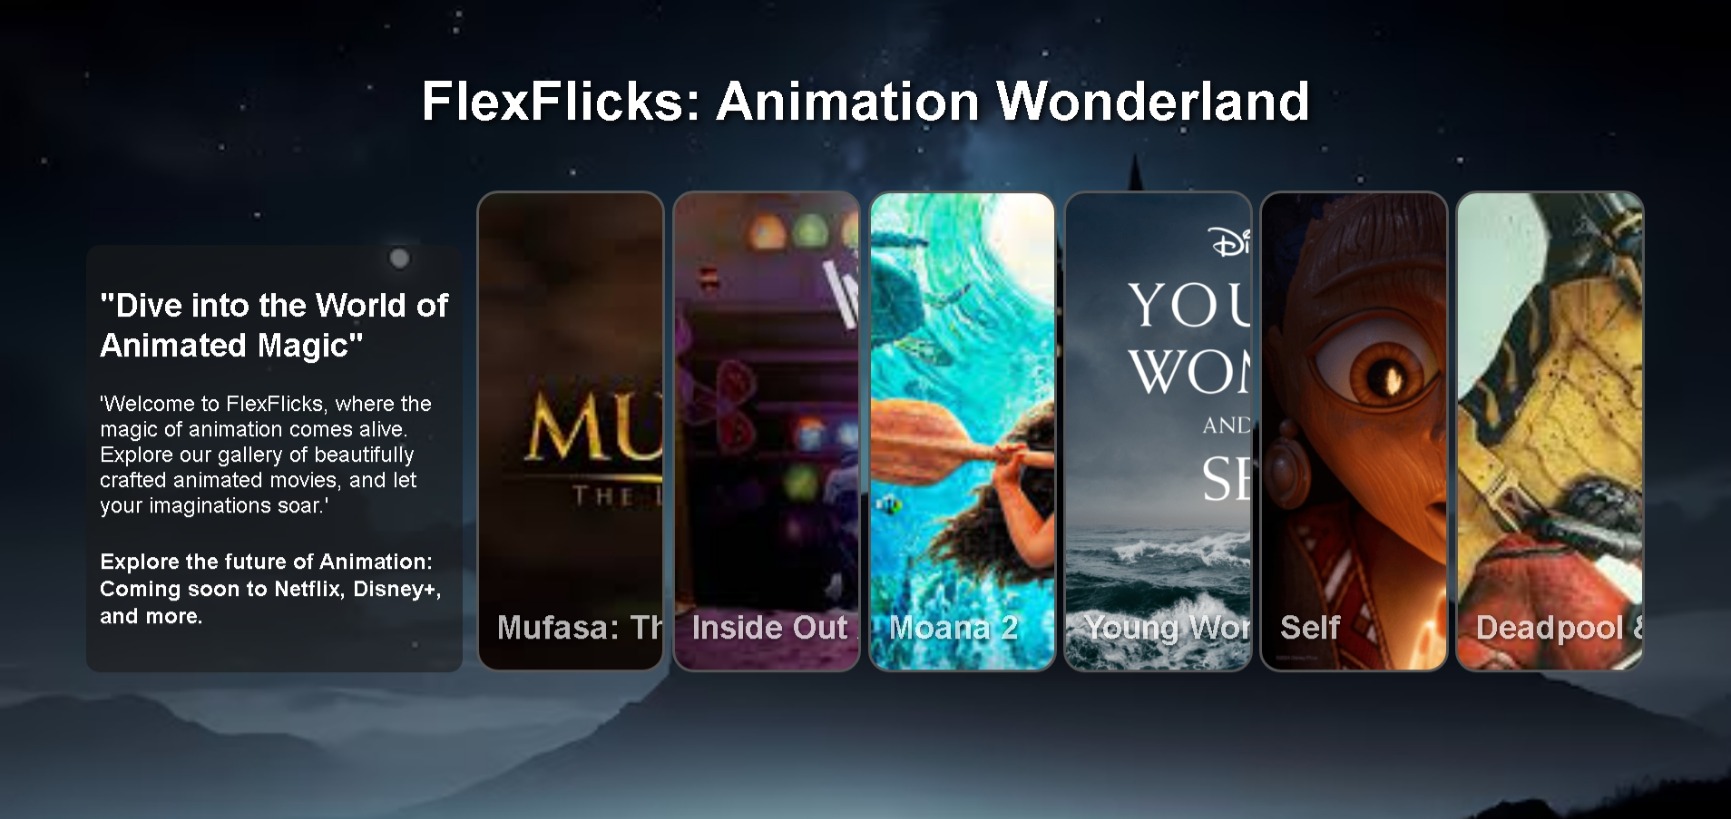 FlexFlicks: Animation Wonderland
"Dive into the World of
Animated Magic"
'Welcome to FlexFlicks, where the
magic of animation comes alive.
Explore our gallery of beautifully
crafted animated movies, and let
your imaginations soar.'
Explore the future of Animation:
Coming soon to Netflix, Disney+,
and more.
MU
THE
Mufasa: Th
Inside Out
Moana 2
Di
YOU
WOM
AND
SE
Young Wom
Self
Deadpool &